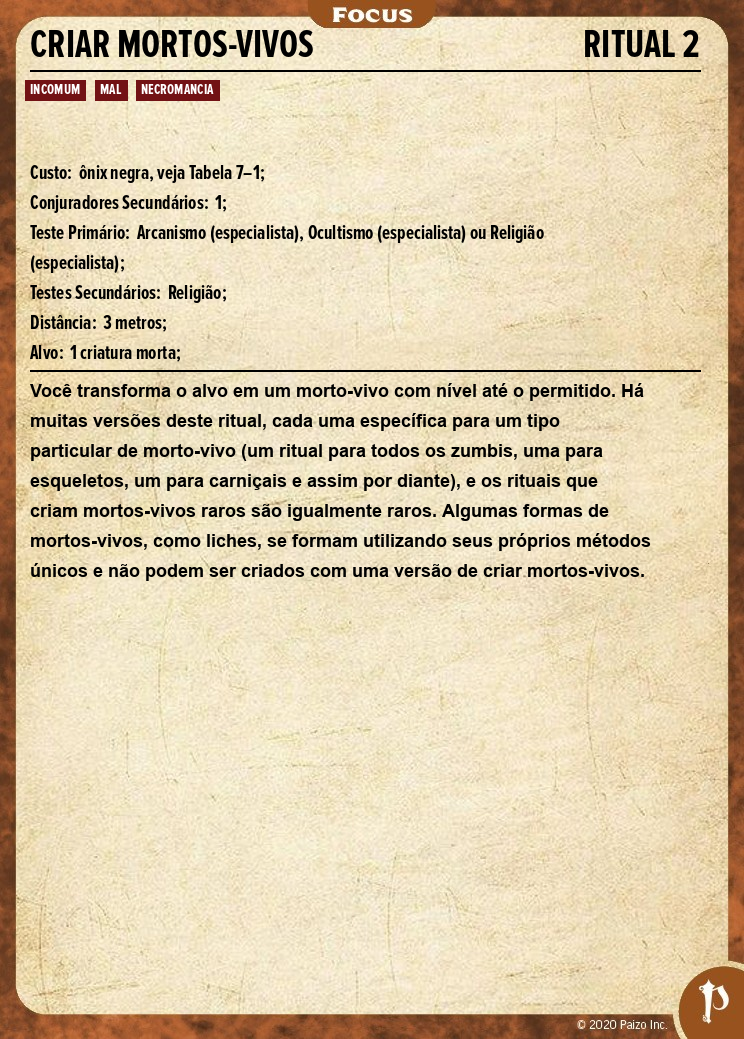 Focus
CRIAR MORTOS-VIVOS RITUAL 2
INCOMUM MAL NECROMANCIA
Custo: ônix negra, veja Tabela 7–1;
Conjuradores Secundários: 1;
Teste Primário: Arcanismo (especialista), Ocultismo (especialista) ou Religião
(especialista);
Testes Secundários: Religião;
Distância: 3 metros;
Alvo: 1 criatura morta;
Você transforma o alvo em um morto-vivo com nível até o permitido. Há
muitas versões deste ritual, cada uma específica para um tipo
particular de morto-vivo (um ritual para todos os zumbis, uma para
esqueletos, um para carniçais e assim por diante), e os rituais que
criam mortos-vivos raros são igualmente raros. Algumas formas de
mortos-vivos, como liches, se formam utilizando seus próprios métodos
únicos e não podem ser criados com uma versão de criar mortos-vivos.
© 2020 Paizo Inc.
P